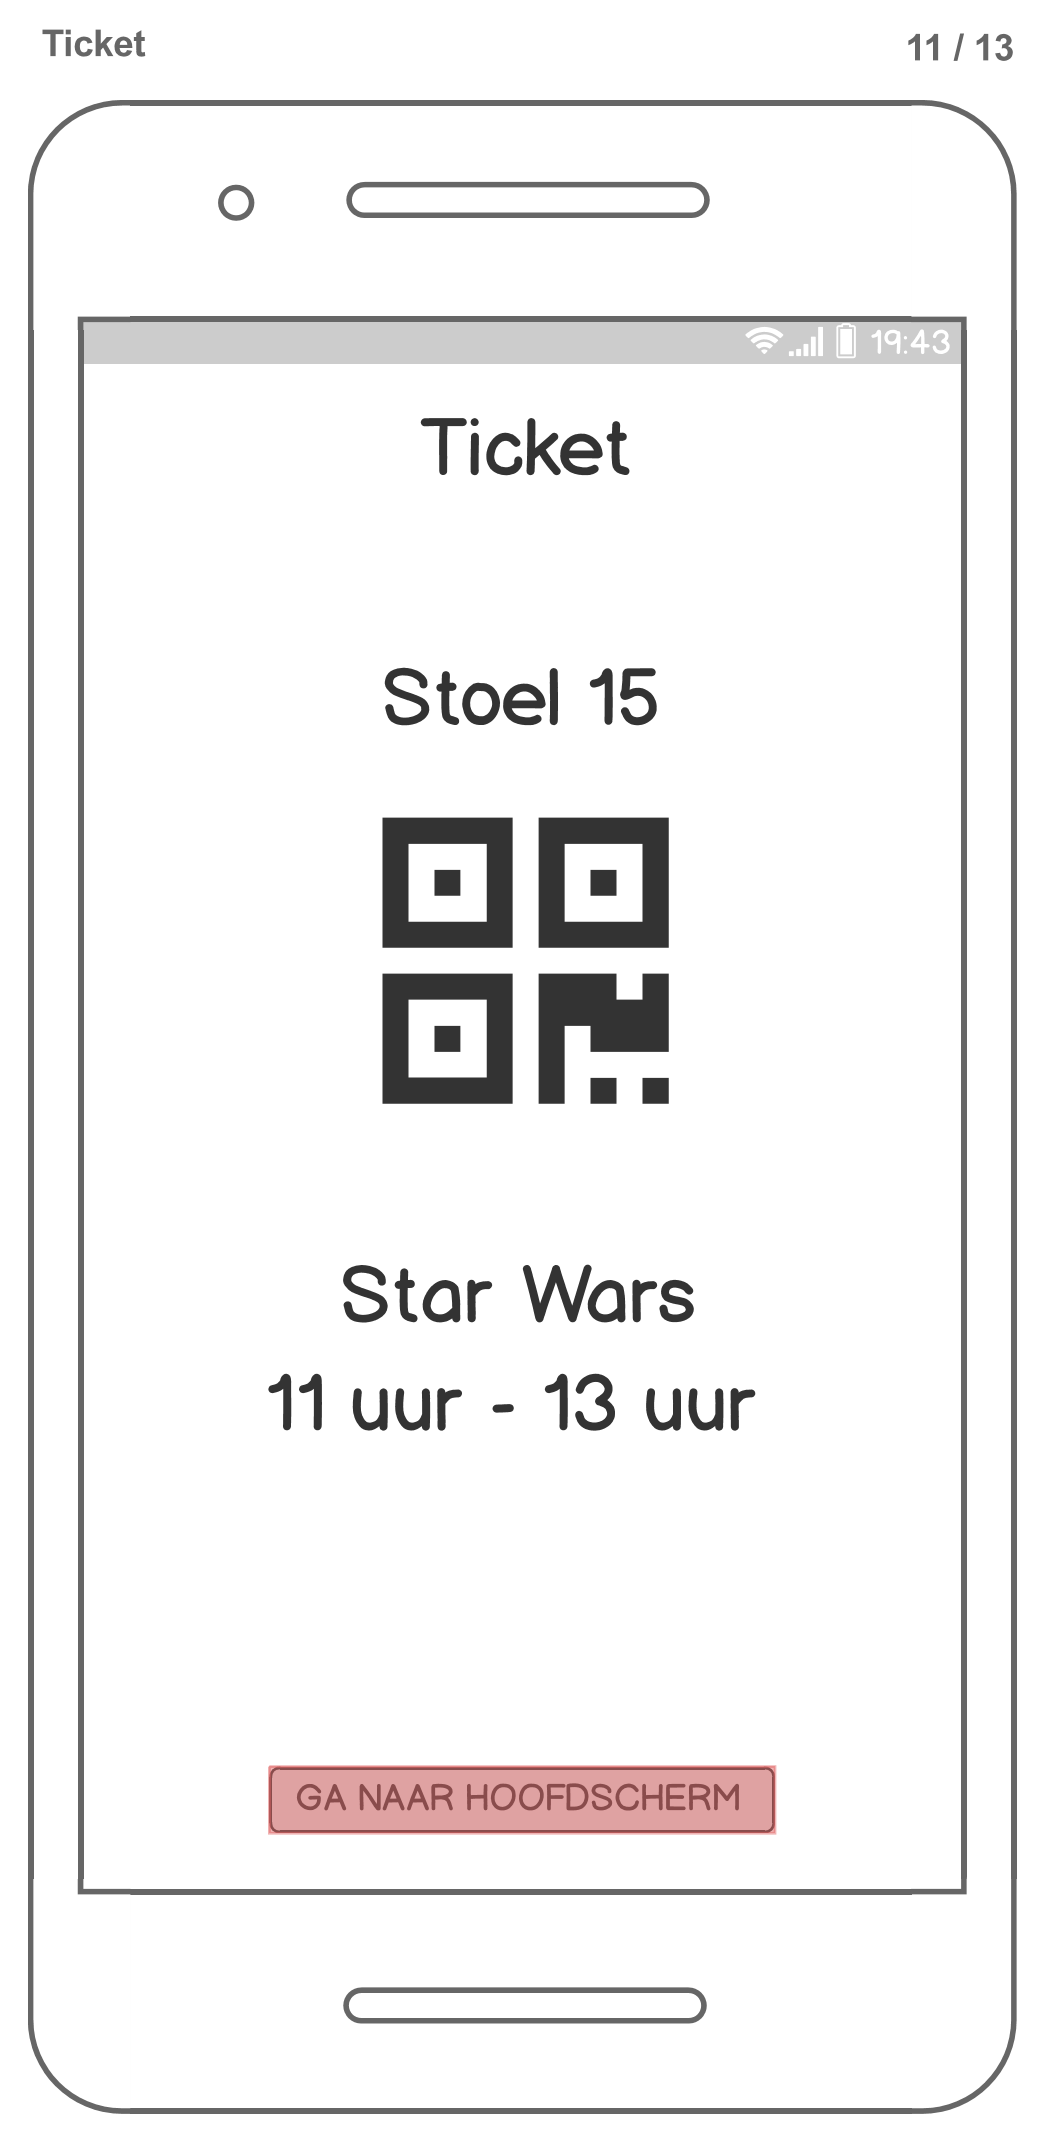 Ticket
11 / 13
19:43
Ticket
Stoel 15
Star Wars
11 uur - 13 uur
GA NAAR HOOFDSCHERM